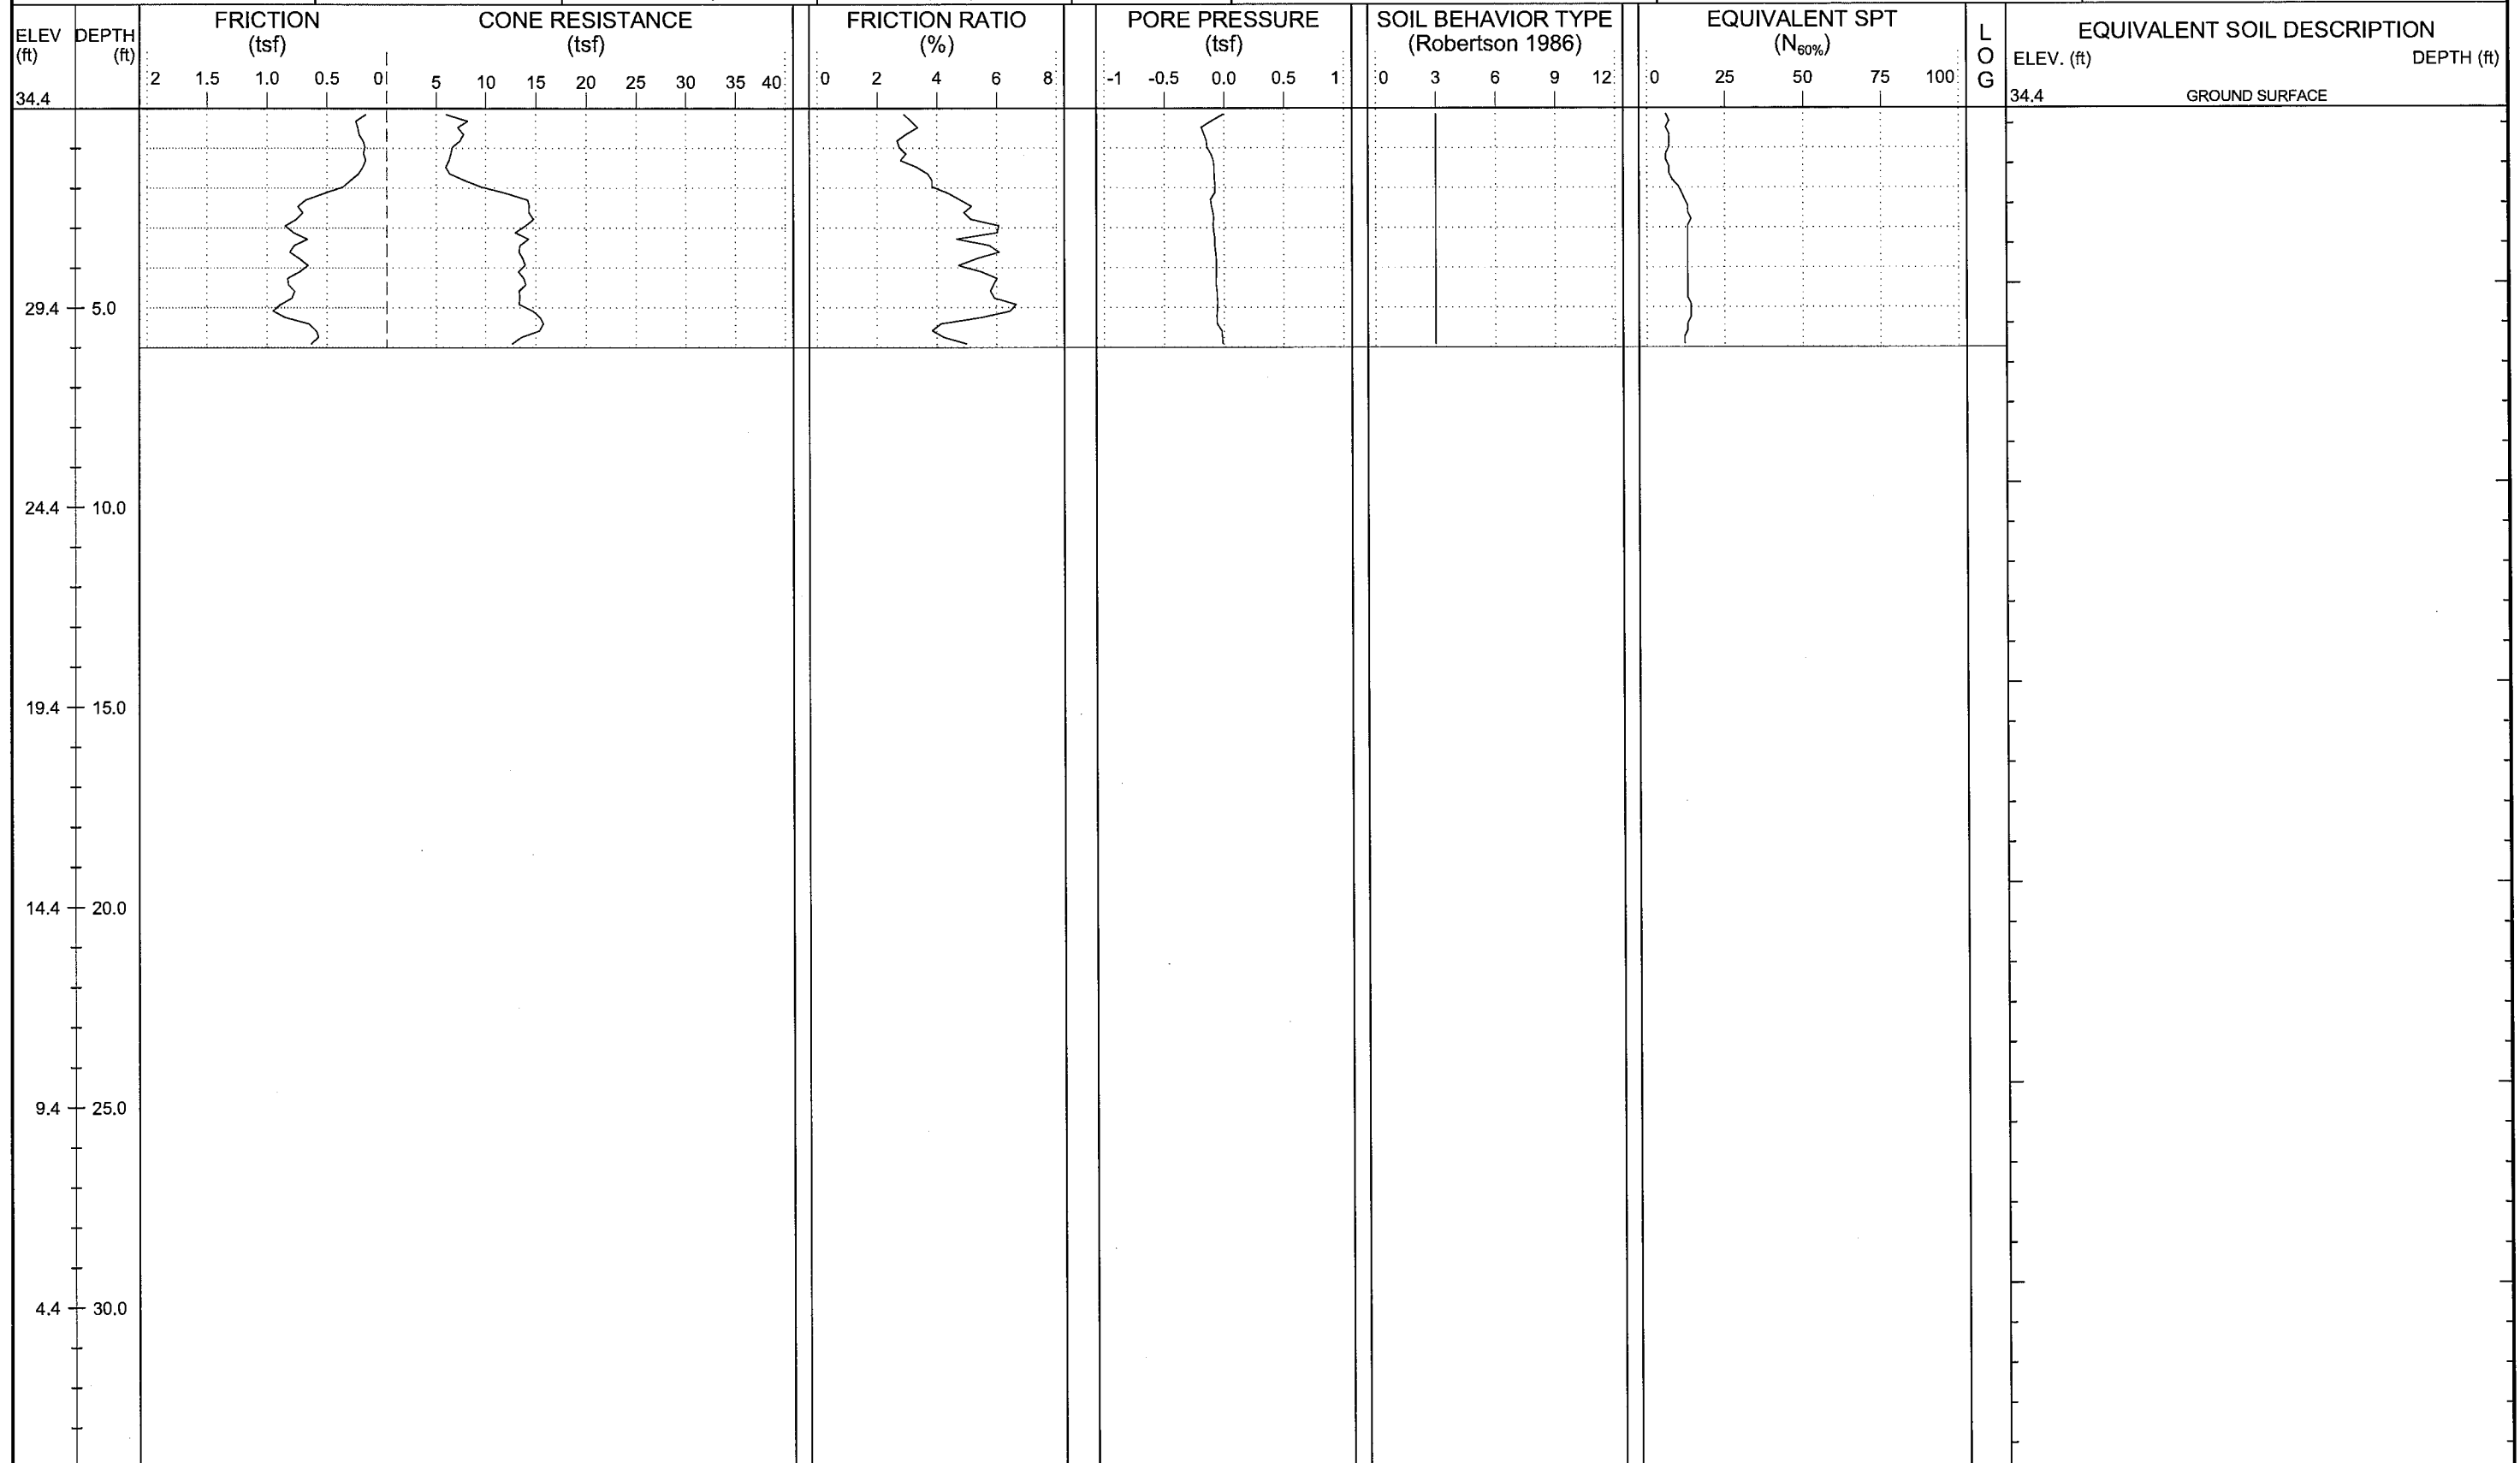 ELEV
(ft)
34.4
DEPTH
(ft)
FRICTION
(tsf)
2 1.5 1.0 0.5 0
CONE RESISTANCE
(tsf)
5 10 15 20 25 30 35 40
FRICTION RATIO
(%)
0 2 4 6 8
PORE PRESSURE
(tsf)
-1 -0.5 0.0 0.5 1
SOIL BEHAVIOR TYPE
(Robertson 1986)
0 3 6 9 12
EQUIVALENT SPT
(N60%)
0 25 50 75 100
L
O
G
EQUIVALENT SOIL DESCRIPTION
ELEV. (ft) DEPTH (ft)
34.4 GROUND SURFACE
29.4 5.0
24.4 10.0
19.4 15.0
14.4 20.0
9.4 25.0
4.4 30.0